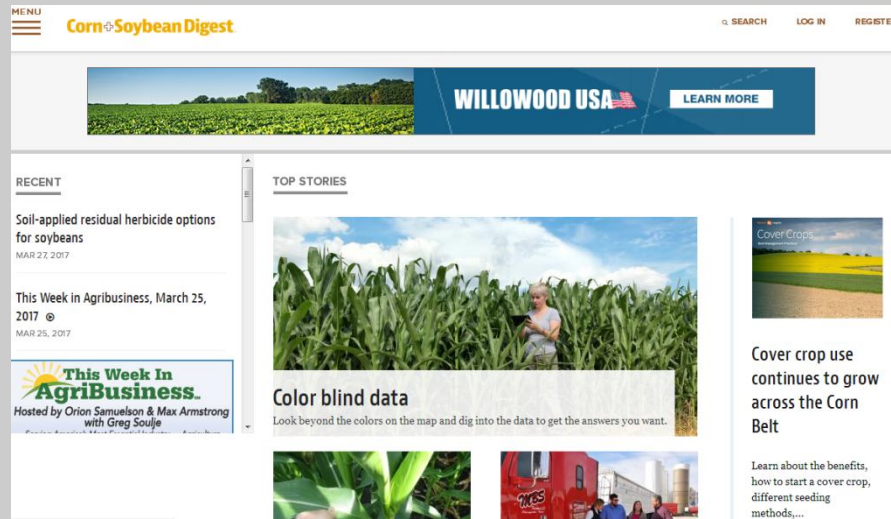 MENU
Corn+Soybean Digest
SEARCH
LOG IN
REGISTE
WILLOWOOD USA
LEARN MORE
RECENT
Soil-applied residual herbicide options
for soybeans
MAR 27, 2017
This Week in Agribusiness, March 25,
2017
MAR 25, 2017
This Week In
AgriBusiness
Hosted by Orion Samuelson & Max Armstrong
with Greg Soulje
TOP STORIES
Color blind data
Look beyond the colors on the map and dig into the data to get the answers you want.
MBS
Cover Crops
Cover crop use
continues to grow
across the Corn
Belt
Learn about the benefits,
how to start a cover crop,
different seeding
methods,...